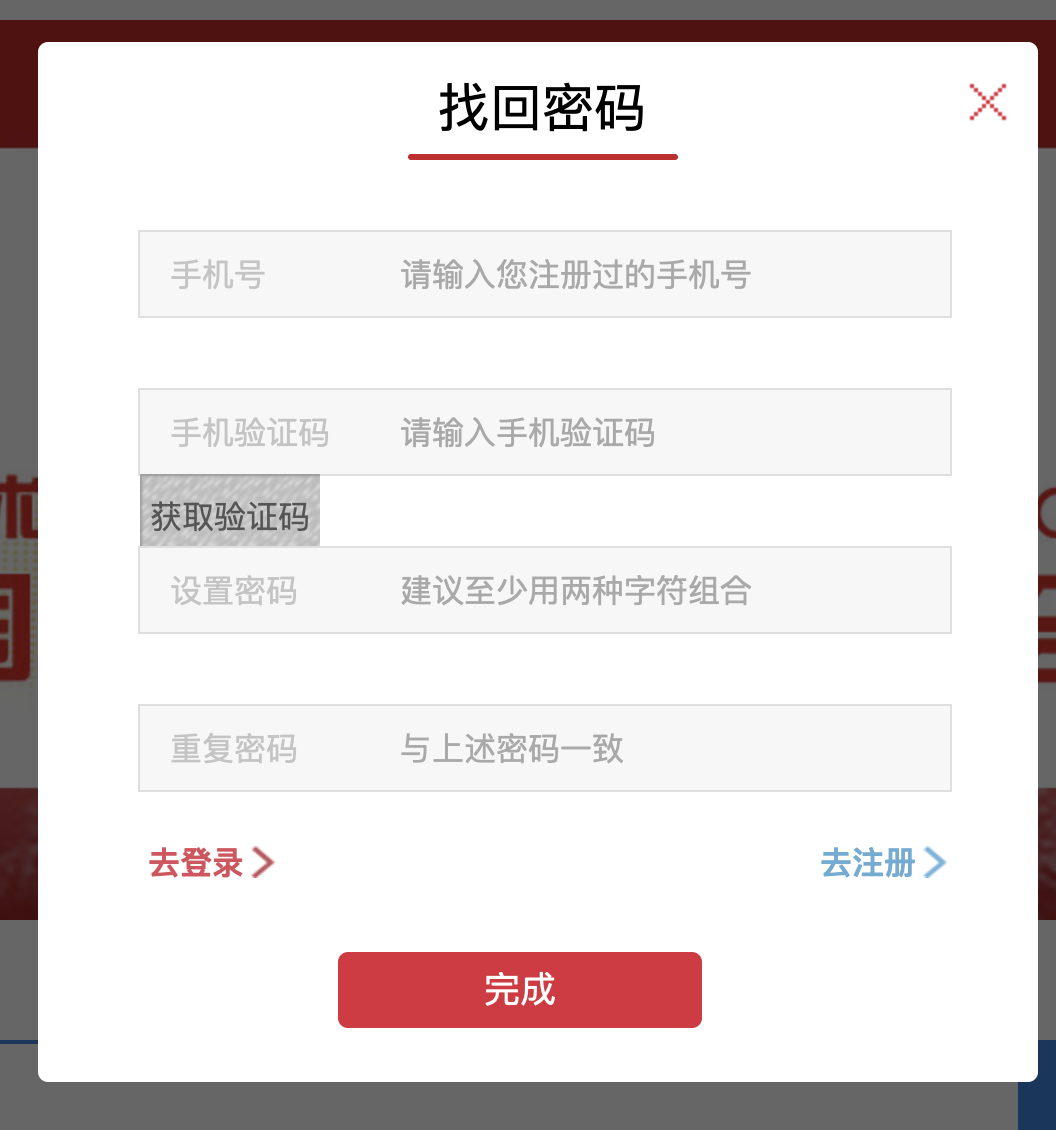 找回密码
手机号 请输入您注册过的手机号
手机验证码 请输入手机验证码
获取验证码
设置密码 建议至少用两种字符组合
重复密码 与上述密码一致
去登录 去注册
完成